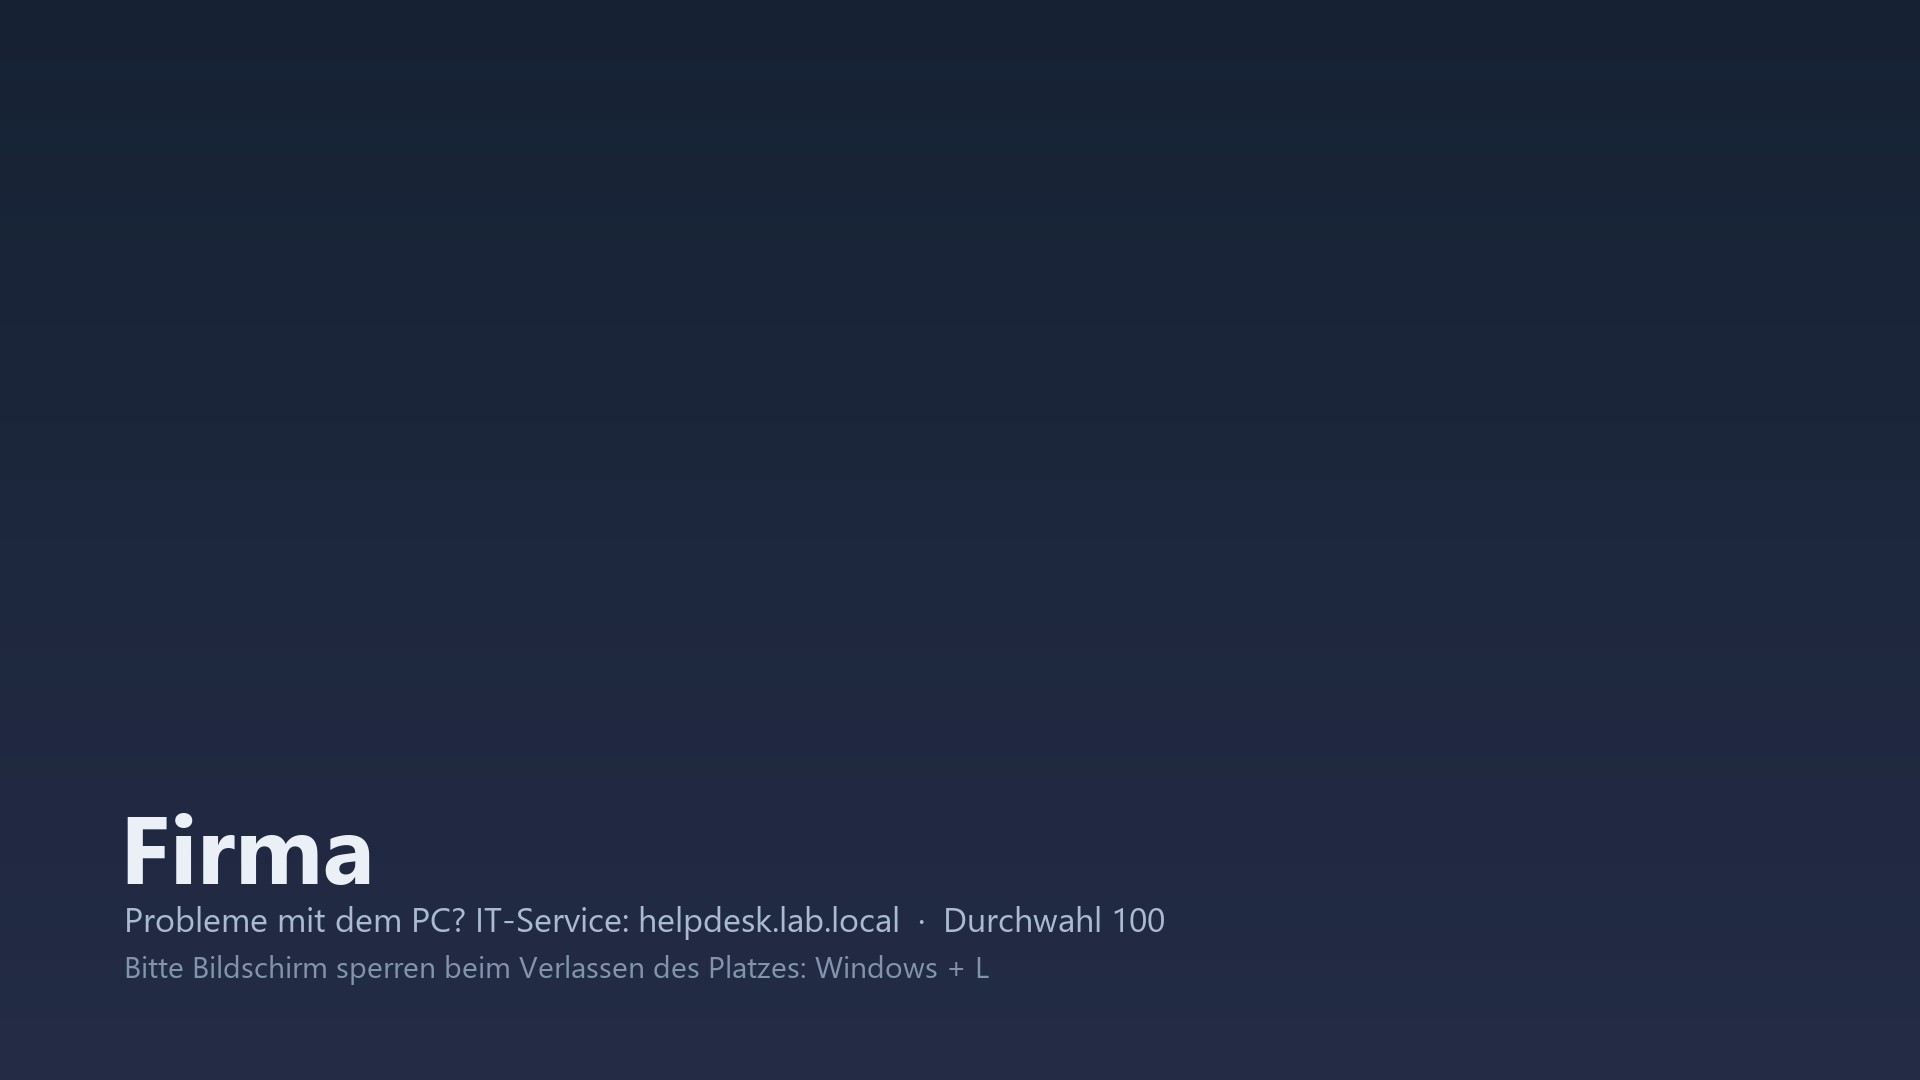 Firma
Probleme mit dem PC? IT-Service: helpdesk.lab.local · Durchwahl 100
Bitte Bildschirm sperren beim Verlassen des Platzes: Windows + L